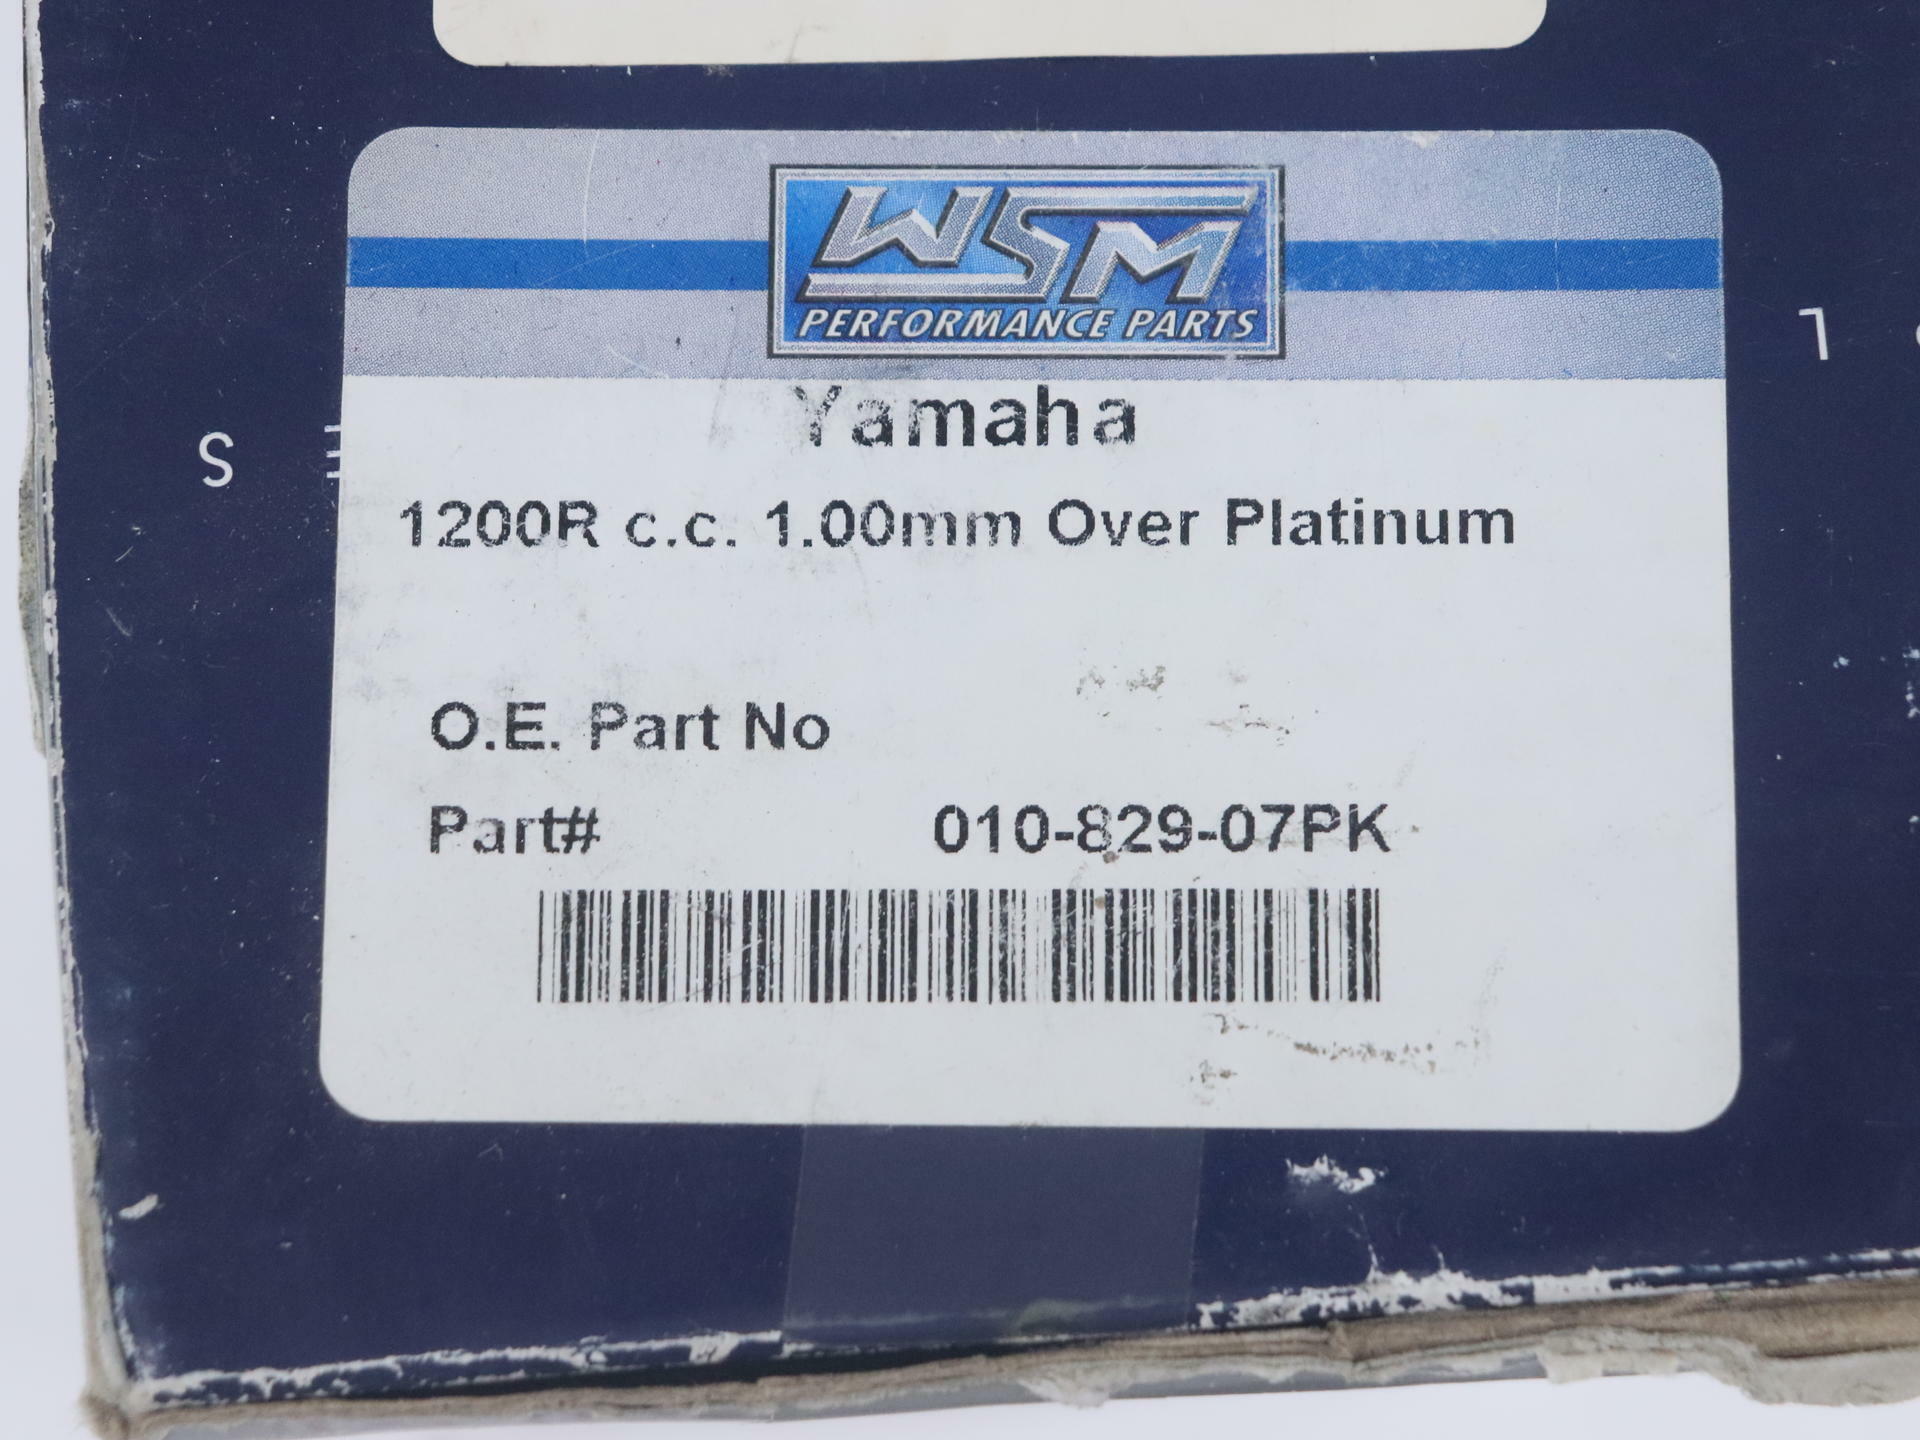 WSM
PERFORMANCE PARTS
Yamaha
1200R c.c. 1.00mm Over Platinum
S
O.E. Part No
Part# 010-829-07PK